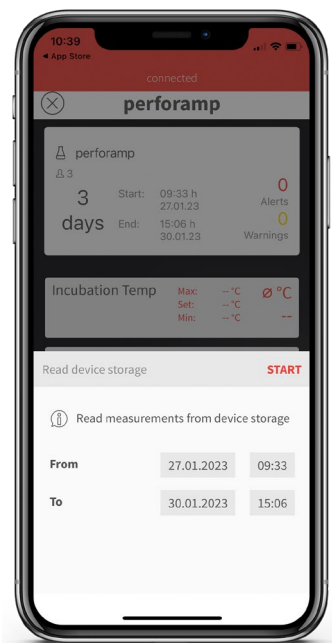 10:39
◀ App Store
connected
perforamp
perforamp
3
3 days
Start: 09:33 h 27.01.23
End: 15:06 h 30.01.23
0 Alerts
0 Warnings
Incubation Temp
Max: -- °C
Set: -- °C
Min: -- °C
Ø °C
--
Read device storage START
Read measurements from device storage
From 27.01.2023 09:33
To 30.01.2023 15:06